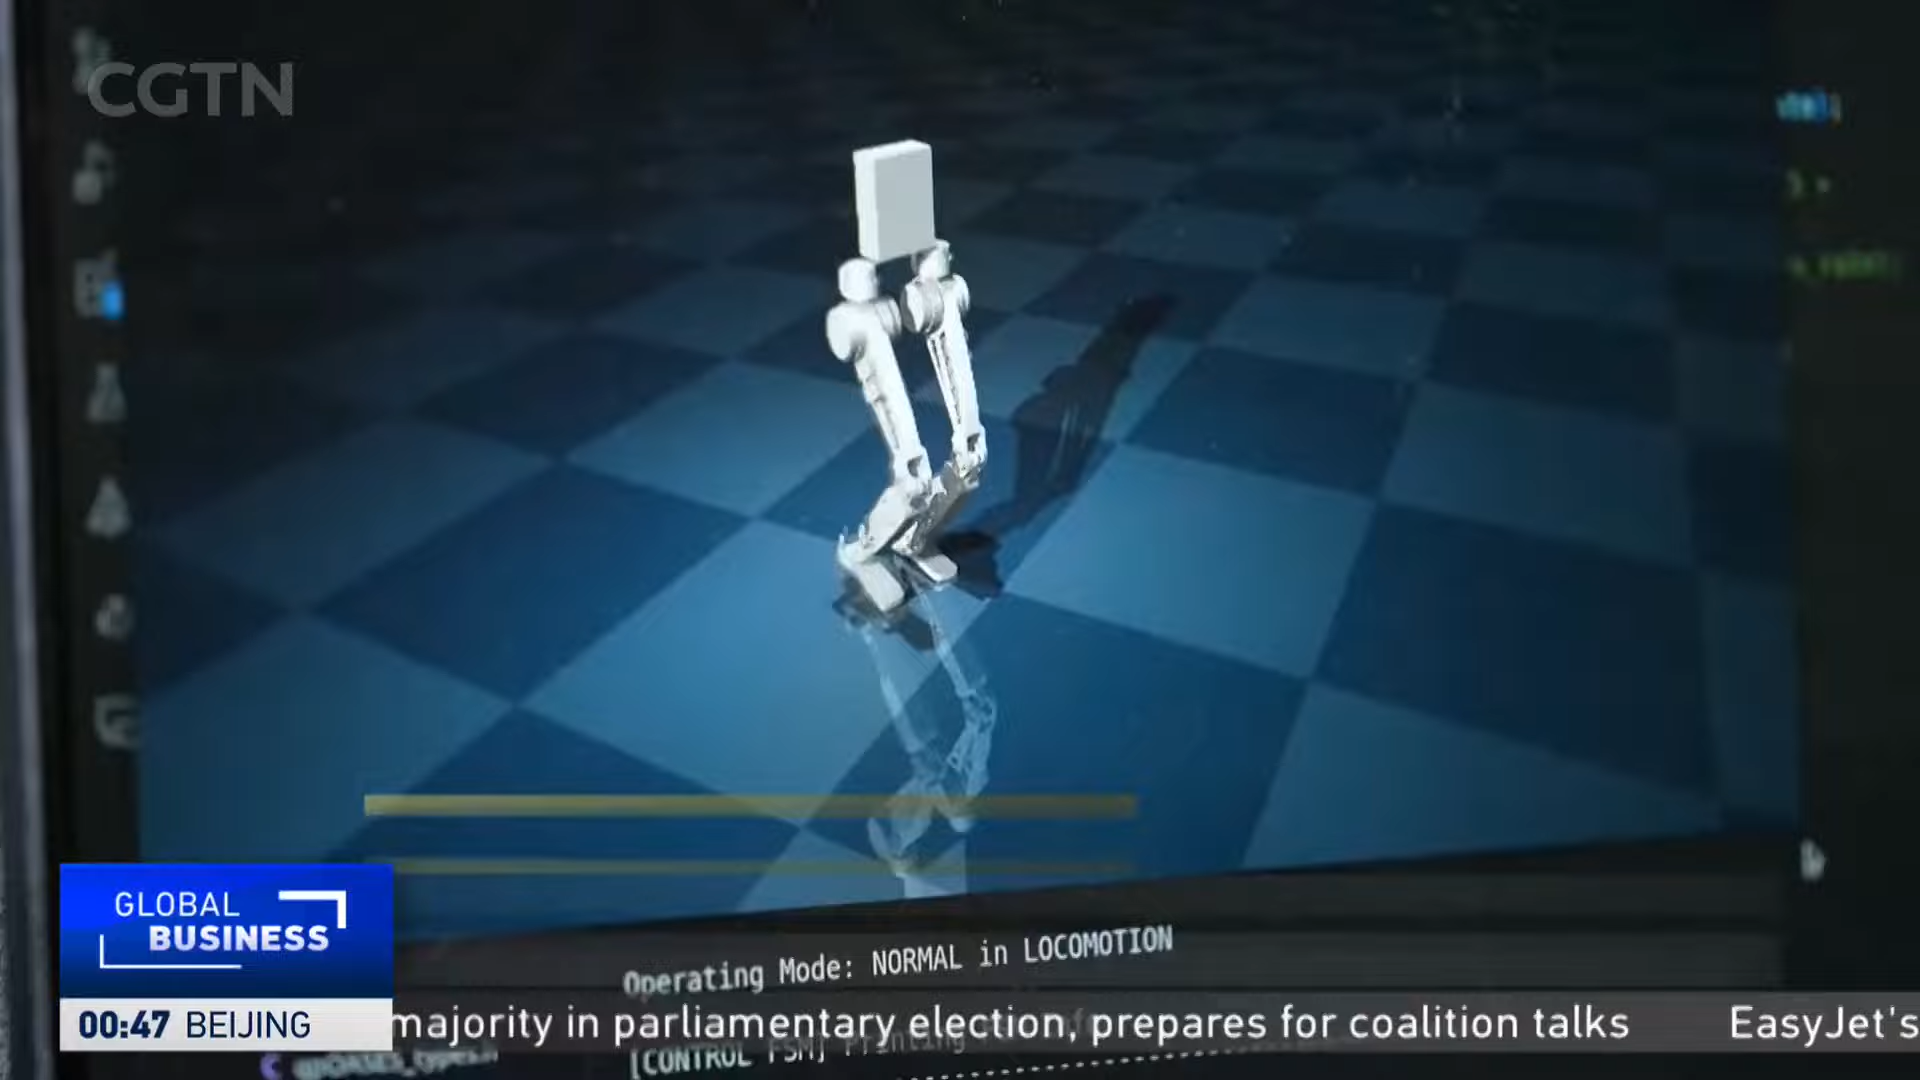 CGTN
GLOBAL
BUSINESS
Operating Mode: NORMAL in LOCOMOTION
00:47 BEIJING
majority in parliamentary election, prepares for coalition talks EasyJet's
[CONTROL FSM] Printing